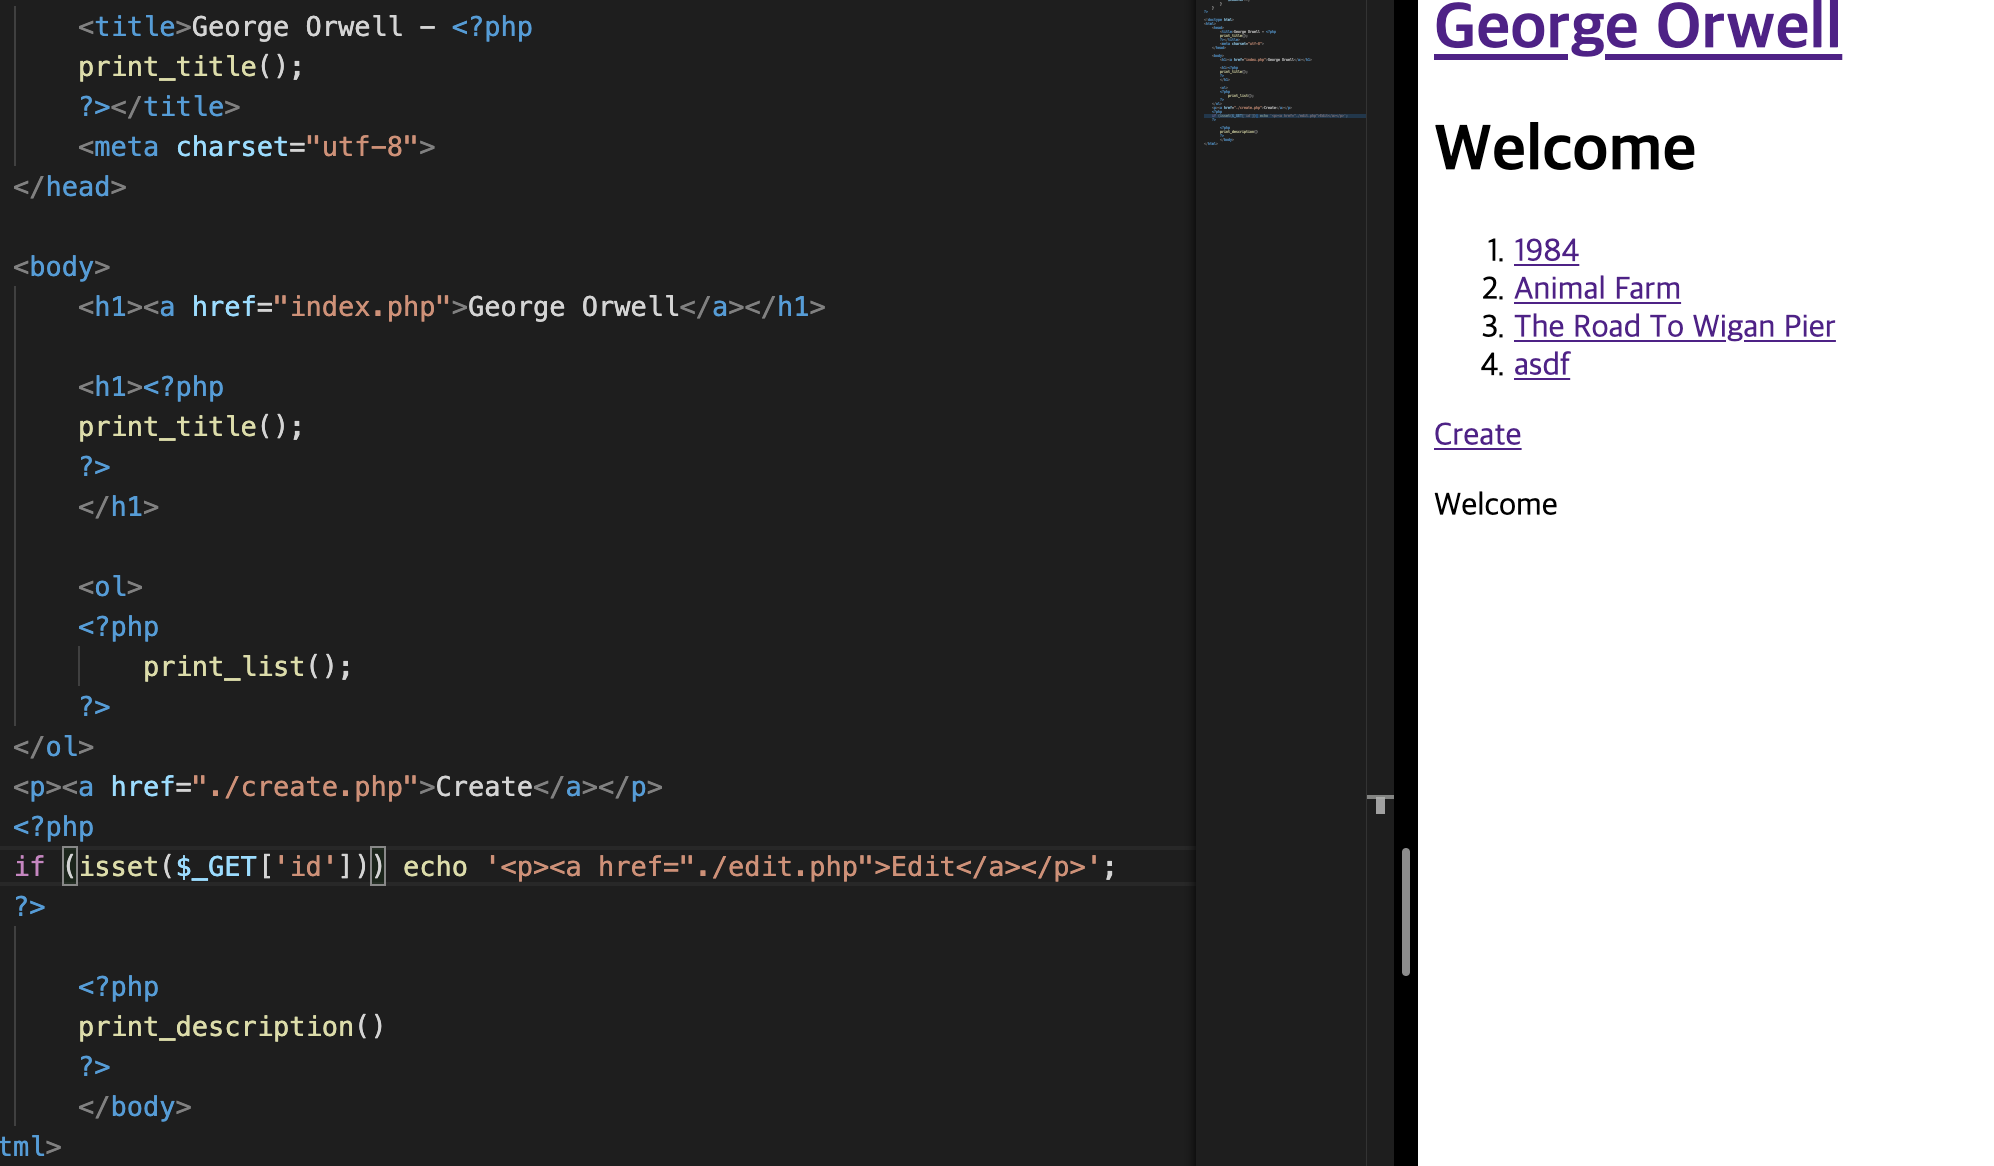 <title>George Orwell - <?php
print_title();
?></title>
<meta charset="utf-8">
</head>
<body>
<h1><a href="index.php">George Orwell</a></h1>
<h1><?php
print_title();
?>
</h1>
<ol>
<?php
print_list();
?>
</ol>
<p><a href="./create.php">Create</a></p>
<?php
if (isset($_GET['id'])) echo '<p><a href="./edit.php">Edit</a></p>';
?>
<?php
print_description()
?>
</body>
tml>
George Orwell
Welcome
1. 1984
2. Animal Farm
3. The Road To Wigan Pier
4. asdf
Create
Welcome